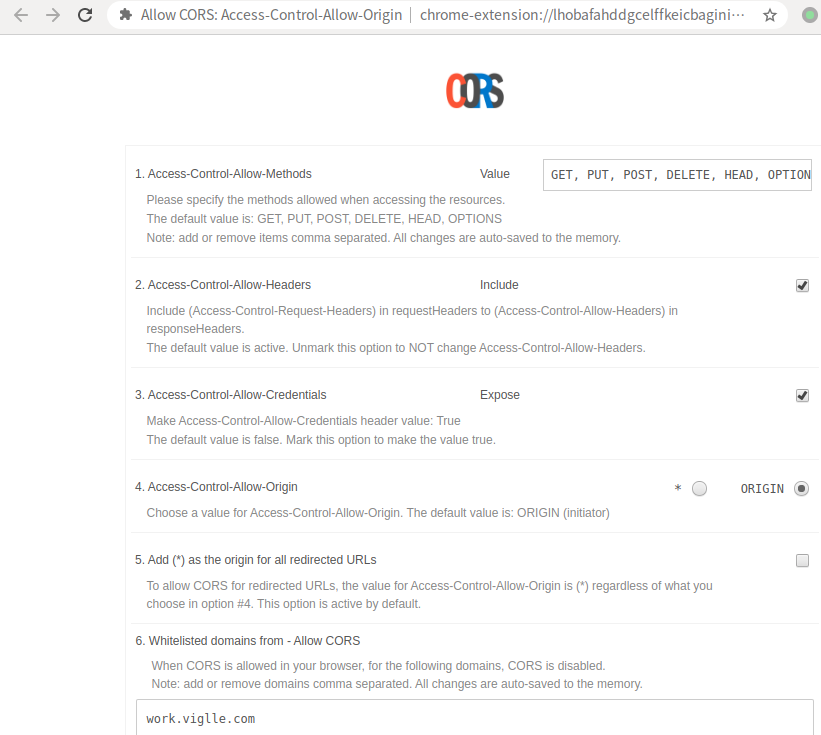 Allow CORS: Access-Control-Allow-Origin | chrome-extension://lhobafahddgcelffkeicbagini···
CORS
1. Access-Control-Allow-Methods Value GET, PUT, POST, DELETE, HEAD, OPTION
Please specify the methods allowed when accessing the resources.
The default value is: GET, PUT, POST, DELETE, HEAD, OPTIONS
Note: add or remove items comma separated. All changes are auto-saved to the memory.
2. Access-Control-Allow-Headers Include
Include (Access-Control-Request-Headers) in requestHeaders to (Access-Control-Allow-Headers) in
responseHeaders.
The default value is active. Unmark this option to NOT change Access-Control-Allow-Headers.
3. Access-Control-Allow-Credentials Expose
Make Access-Control-Allow-Credentials header value: True
The default value is false. Mark this option to make the value true.
4. Access-Control-Allow-Origin * ORIGIN
Choose a value for Access-Control-Allow-Origin. The default value is: ORIGIN (initiator)
5. Add (*) as the origin for all redirected URLs
To allow CORS for redirected URLs, the value for Access-Control-Allow-Origin is (*) regardless of what you
choose in option #4. This option is active by default.
6. Whitelisted domains from - Allow CORS
When CORS is allowed in your browser, for the following domains, CORS is disabled.
Note: add or remove domains comma separated. All changes are auto-saved to the memory.
work.viglle.com